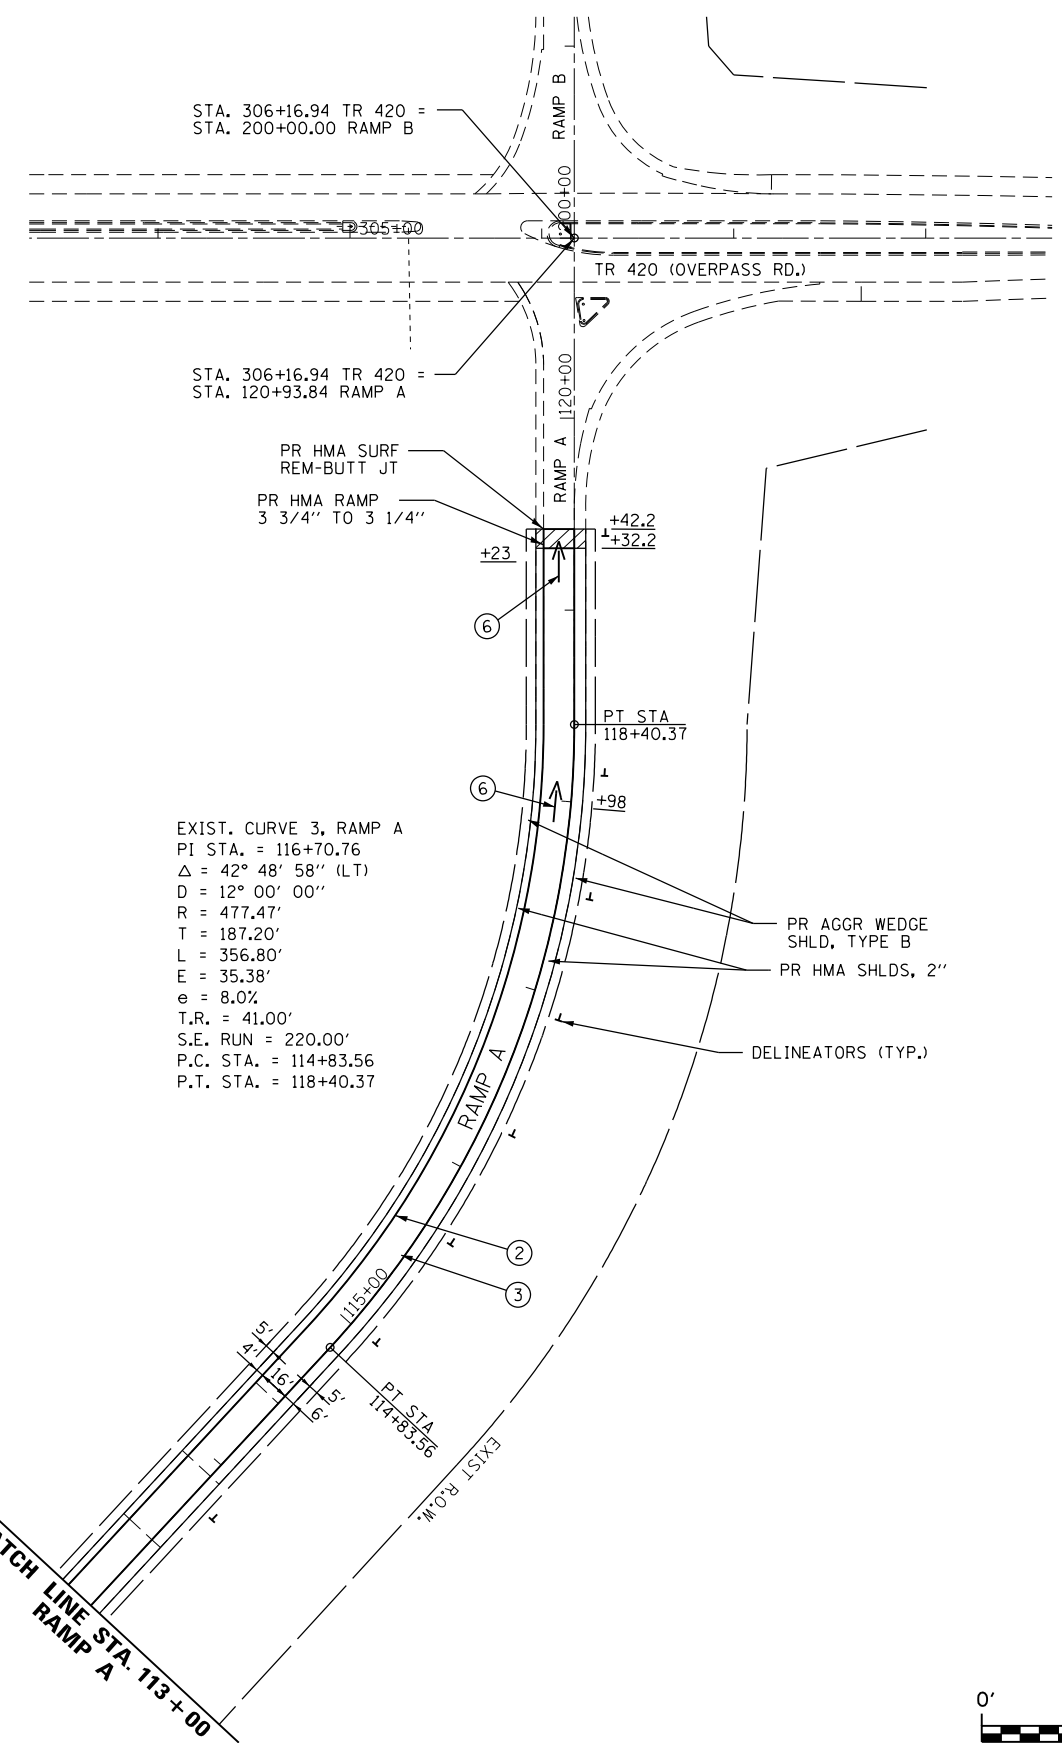 RAMP B
STA. 306+16.94 TR 420 =
STA. 200+00.00 RAMP B
305+00
TR 420 (OVERPASS RD.)
STA. 306+16.94 TR 420 =
STA. 120+93.84 RAMP A
120+00
RAMP A
PR HMA SURF
REM-BUTT JT
PR HMA RAMP
3 3/4'' TO 3 1/4''
+42.2
+32.2
+23
6
PT STA
118+40.37
6
+98
EXIST. CURVE 3, RAMP A
PI STA. = 116+70.76
Δ = 42° 48' 58'' (LT)
D = 12° 00' 00''
R = 477.47'
T = 187.20'
L = 356.80'
E = 35.38'
e = 8.0%
T.R. = 41.00'
S.E. RUN = 220.00'
P.C. STA. = 114+83.56
P.T. STA. = 118+40.37
PR AGGR WEDGE
SHLD, TYPE B
PR HMA SHLDS, 2''
DELINEATORS (TYP.)
RAMP A
2
3
115+00
5'
4'
16'
5'
6'
PT STA
114+83.56
EXIST R.O.W.
LINE STA. 113+00
RAMP A
0'